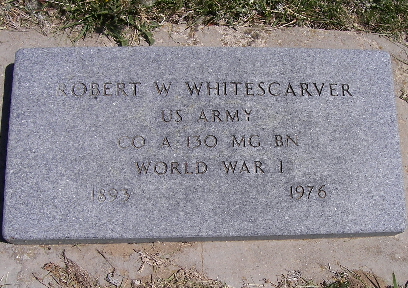 ROBERT W WHITESCARVER
US ARMY
CO A 130 MG BN
WORLD WAR I
1893 1976